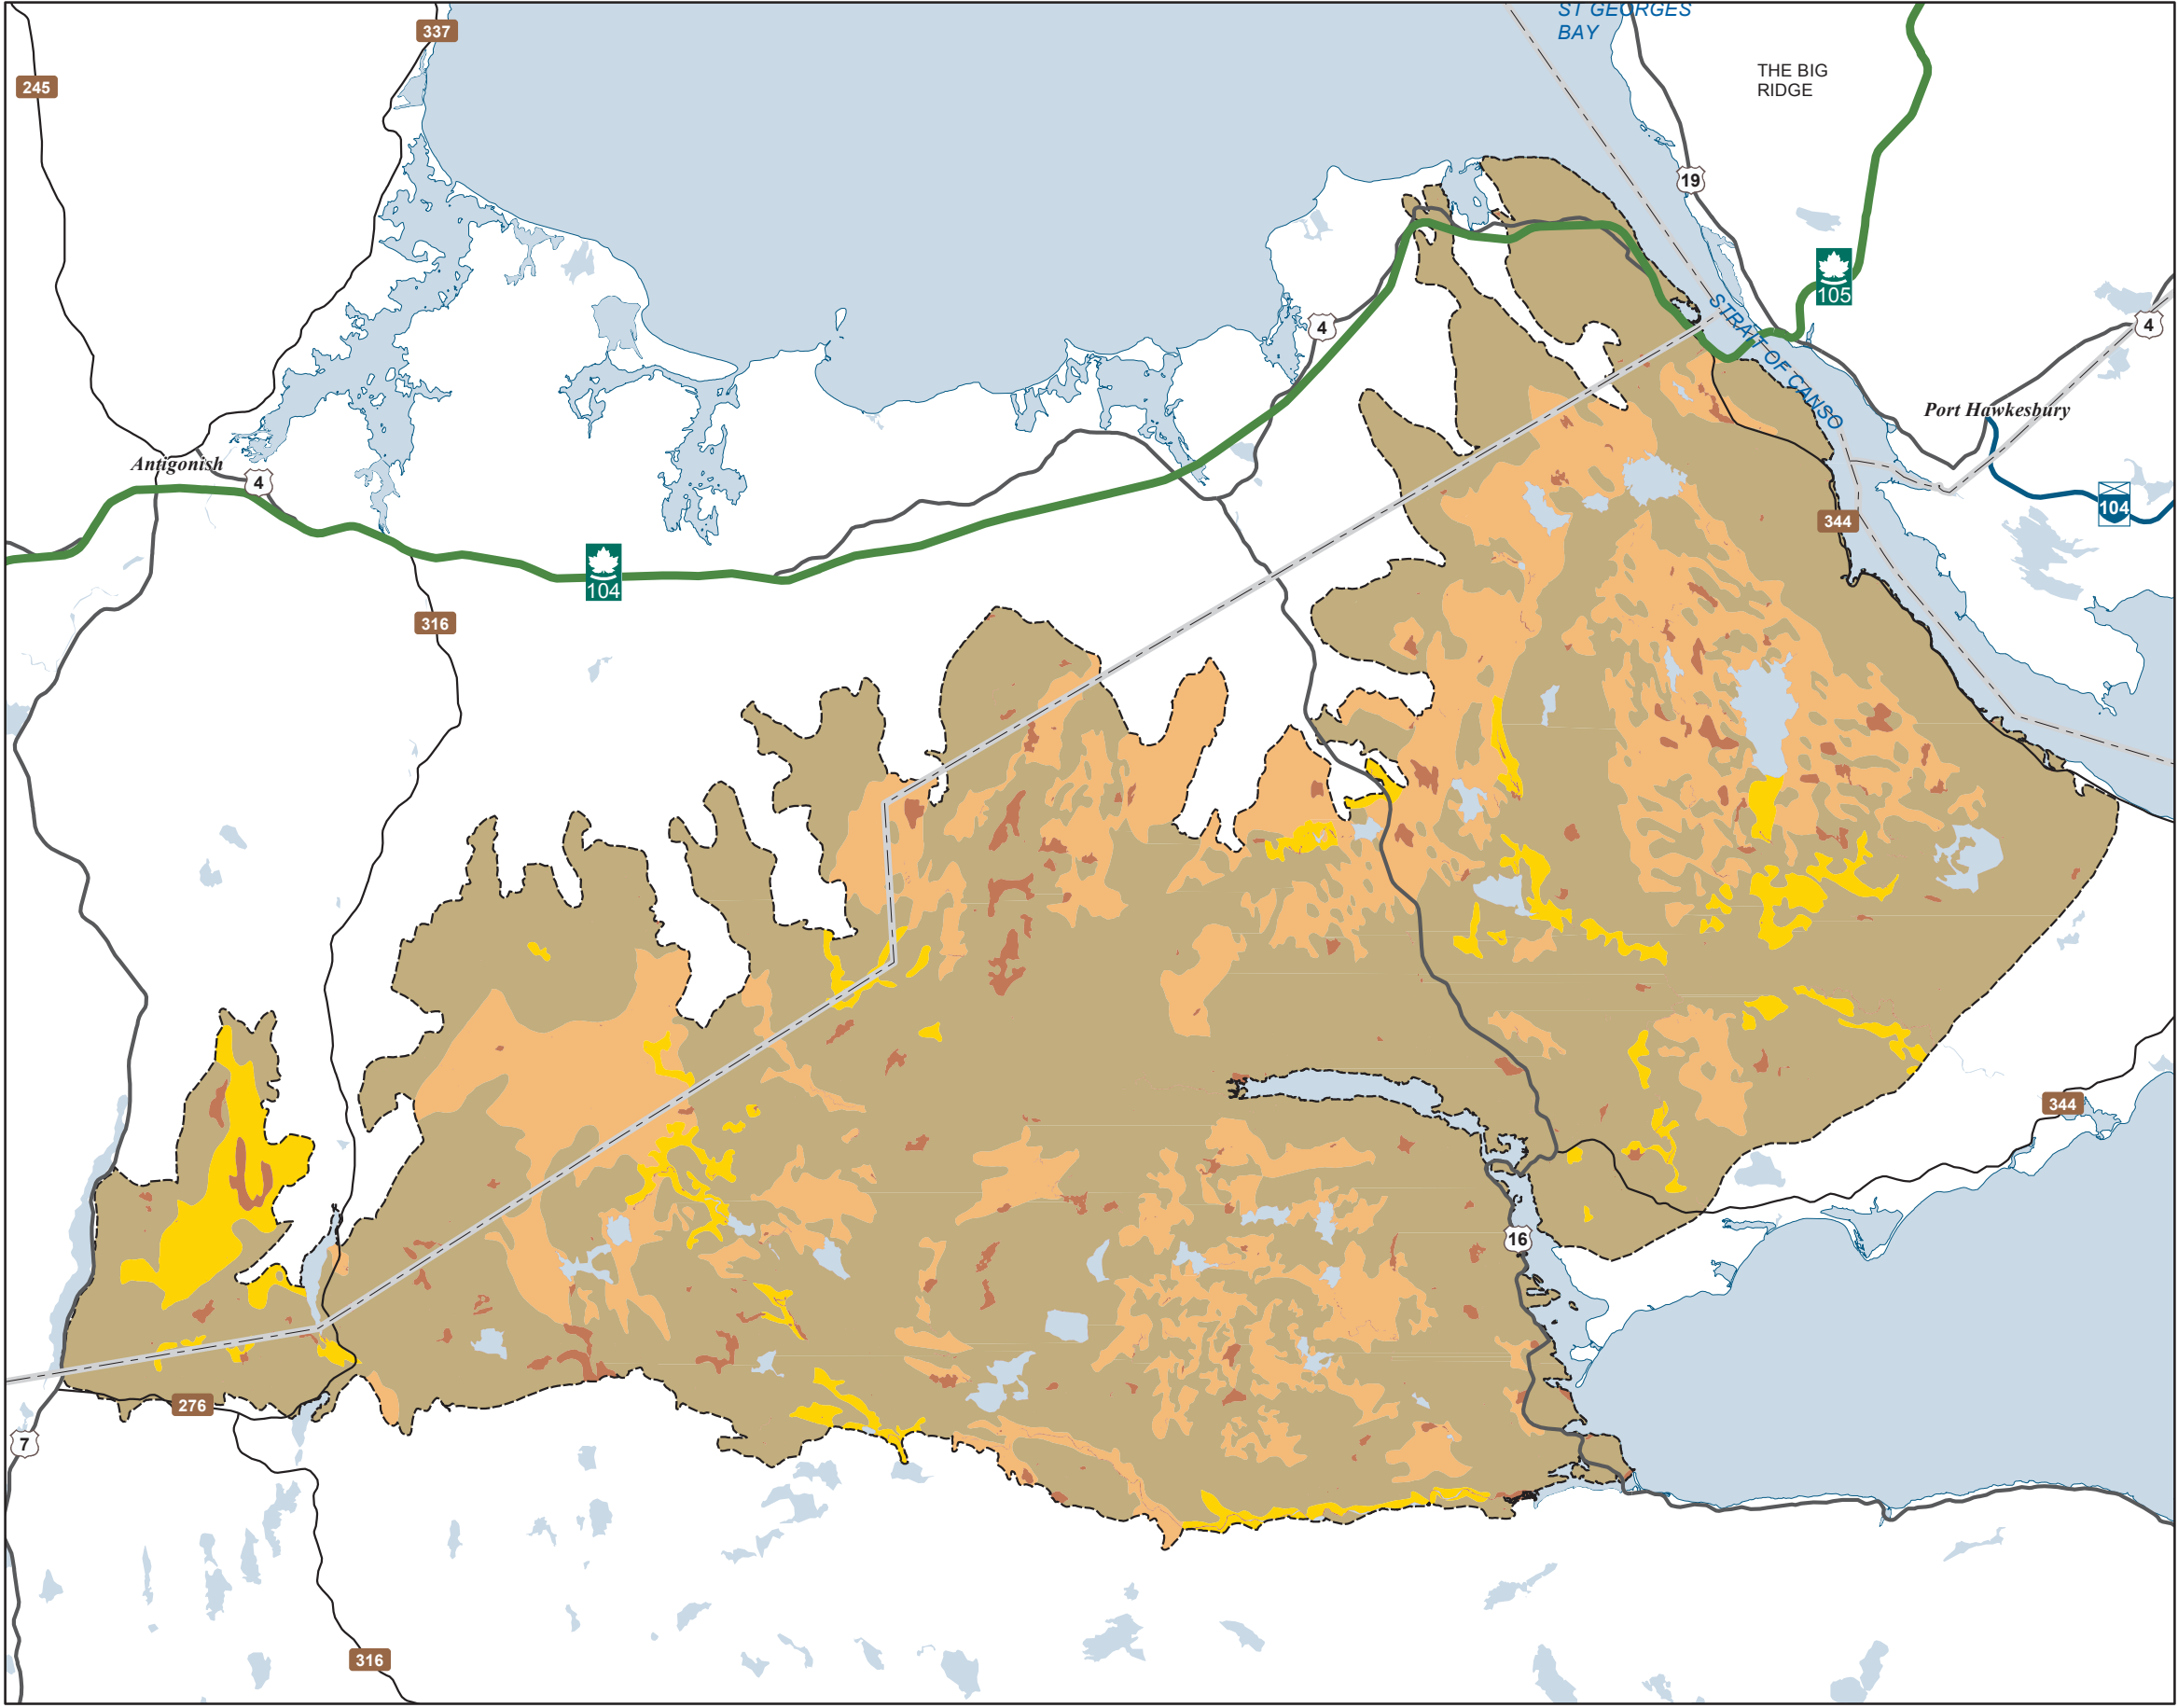 ST GEORGES
BAY
337
245
THE BIG
RIDGE
19
105
4
4
STRAIT OF CANSO
Port Hawkesbury
Antigonish
4
104
344
104
316
344
16
276
7
316